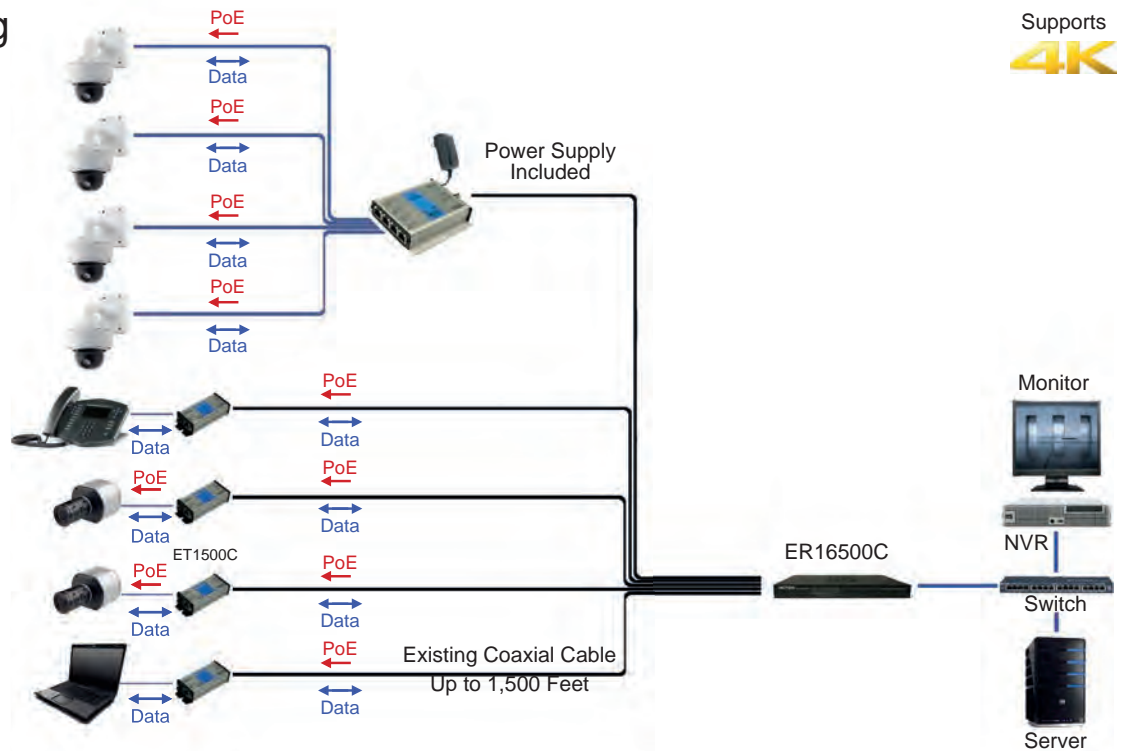 g
Supports
4K
PoE
Data
PoE
Data
PoE
Data
PoE
Data
Power Supply
Included
PoE
Data
Data
PoE
PoE
Data
Data
ET1500C
PoE
PoE
Data
Data
PoE
Data
Data
Existing Coaxial Cable
Up to 1,500 Feet
ER16500C
Monitor
NVR
Switch
Server